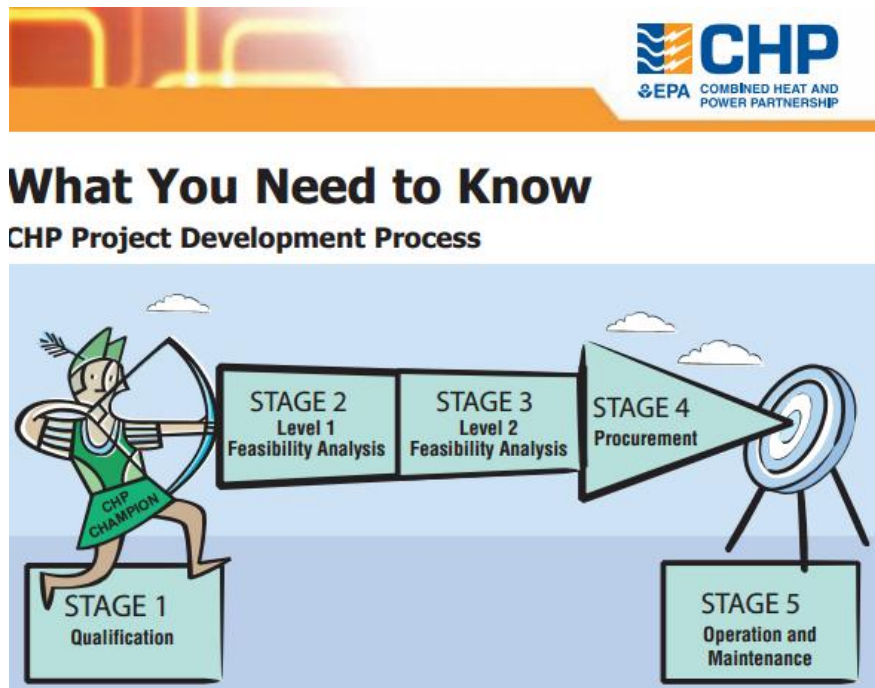 CHP
EPA COMBINED HEAT AND
POWER PARTNERSHIP
What You Need to Know
CHP Project Development Process
STAGE 2
Level 1
Feasibility Analysis
STAGE 3
Level 2
Feasibility Analysis
STAGE 4
Procurement
CHP
CHAMPION
STAGE 1
Qualification
STAGE 5
Operation and
Maintenance